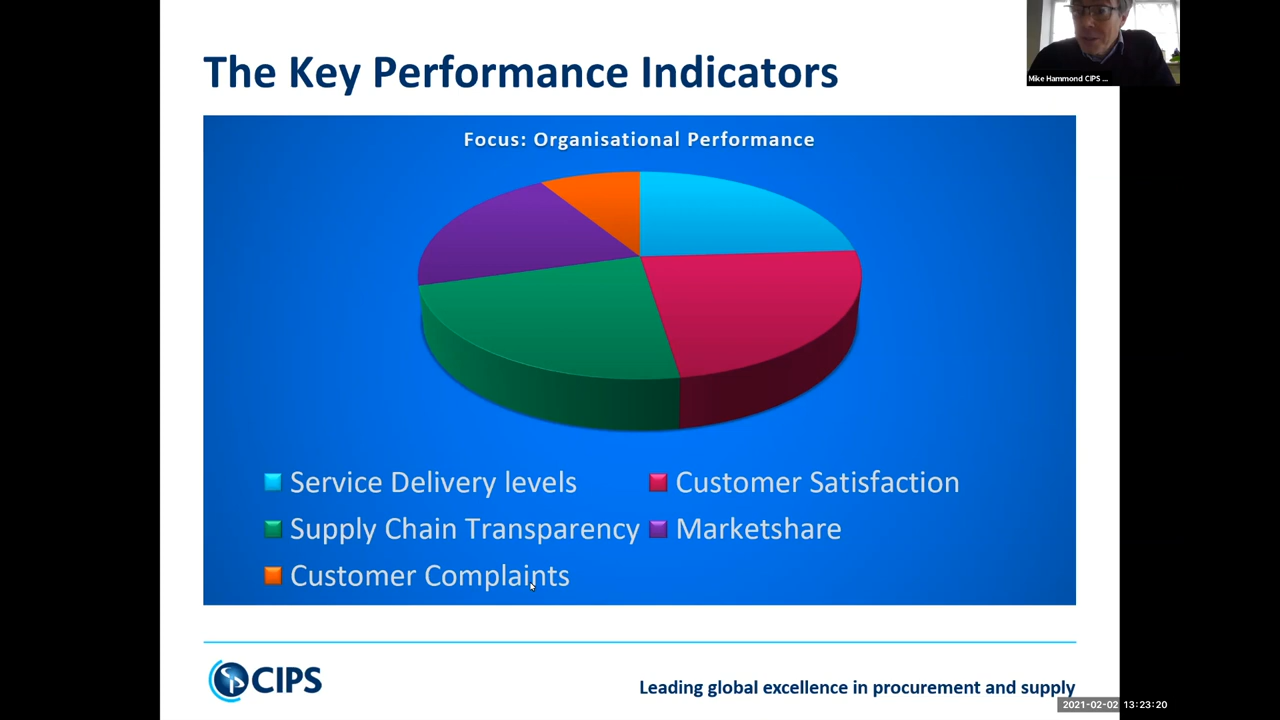 The Key Performance Indicators
Mike Hammond CIPS ...
Focus: Organisational Performance
Service Delivery levels
Customer Satisfaction
Supply Chain Transparency
Marketshare
Customer Complaints
CIPS
Leading global excellence in procurement and supply
2021-02-02 13:23:20